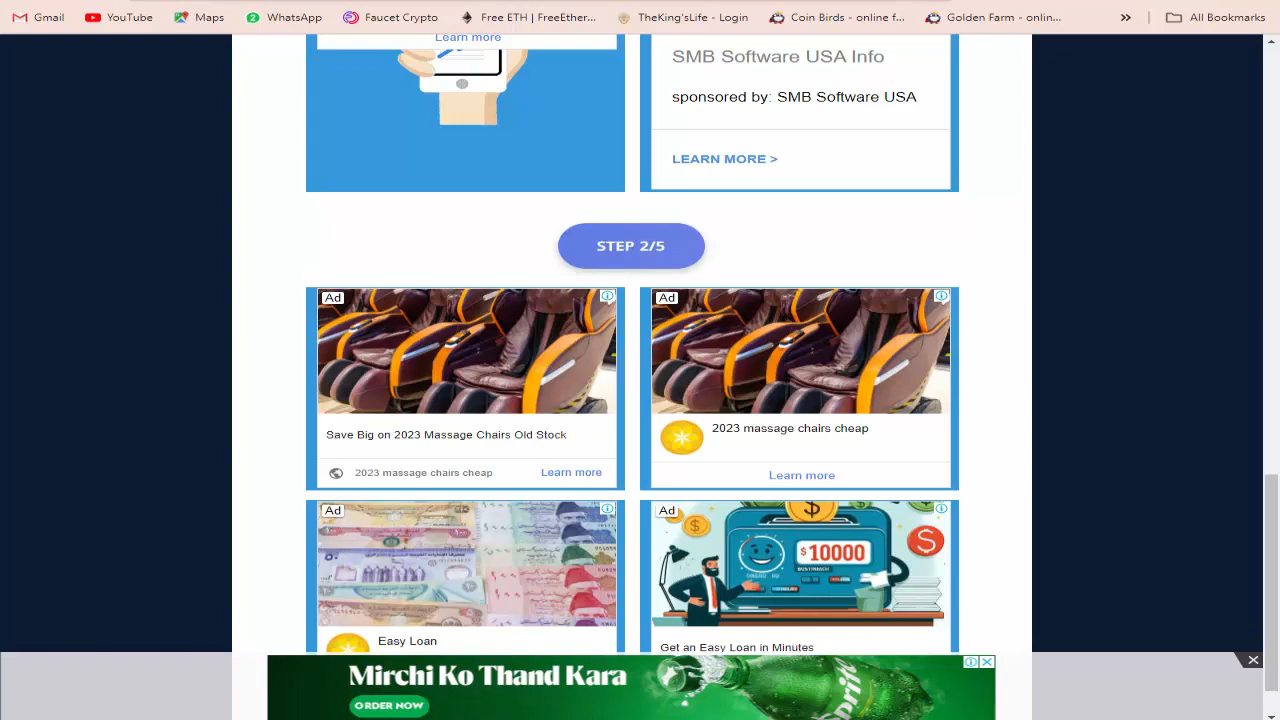 Gmail
YouTube
Maps
2
WhatsApp
Faucet Crypto
Free ETH | FreeEther...
TheKing'sLife - Login
Coin Birds - online f...
Golden Farm - onlin...
»
All Bookmarks
Learn more
SMB Software USA Info
sponsored by: SMB Software USA
LEARN MORE >
STEP 2/5
Ad
Save Big on 2023 Massage Chairs Old Stock
2023 massage chairs cheap
Learn more
Ad
2023 massage chairs cheap
Learn more
Ad
Easy Loan
Ad
$10000
Get an Easy Loan in Minutes
Mirchi Ko Thand Kara
ORDER NOW
Sprite